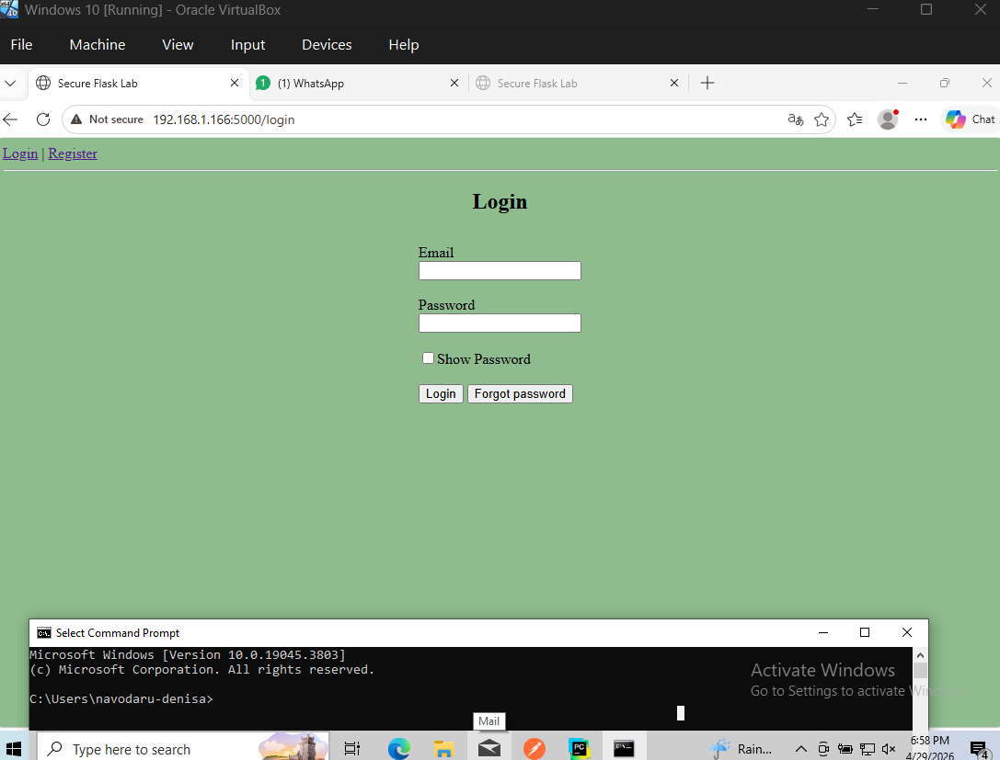 Windows 10 [Running] - Oracle VirtualBox
File Machine View Input Devices Help
Secure Flask Lab 1 (1) WhatsApp Secure Flask Lab
Not secure 192.168.1.166:5000/login Chat
Login | Register
Login
Email
Password
Show Password
Login Forgot password
Select Command Prompt
Microsoft Windows [Version 10.0.19045.3803]
(c) Microsoft Corporation. All rights reserved.
C:\Users\navodaru-denisa>
Activate Windows
Go to Settings to activate Windows.
Mail
Type here to search Rain... 6:58 PM
4/29/2026 4